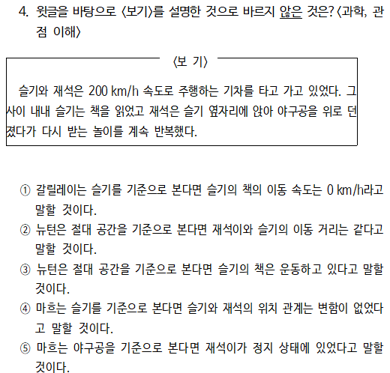 4. 윗글을 바탕으로 〈보기〉를 설명한 것으로 바르지 않은 것은?〈과학, 관
점 이해〉
〈보 기〉
슬기와 재석은 200 km/h 속도로 주행하는 기차를 타고 가고 있었다. 그
사이 내내 슬기는 책을 읽었고 재석은 슬기 옆자리에 앉아 야구공을 위로 던
졌다가 다시 받는 놀이를 계속 반복했다.
① 갈릴레이는 슬기를 기준으로 본다면 슬기의 책의 이동 속도는 0 km/h라고
말할 것이다.
② 뉴턴은 절대 공간을 기준으로 본다면 재석이와 슬기의 이동 거리는 같다고
말할 것이다.
③ 뉴턴은 절대 공간을 기준으로 본다면 슬기의 책은 운동하고 있다고 말할
것이다.
④ 마흐는 슬기를 기준으로 본다면 슬기와 재석의 위치 관계는 변함이 없었다
고 말할 것이다.
⑤ 마흐는 야구공을 기준으로 본다면 재석이가 정지 상태에 있었다고 말할
것이다.